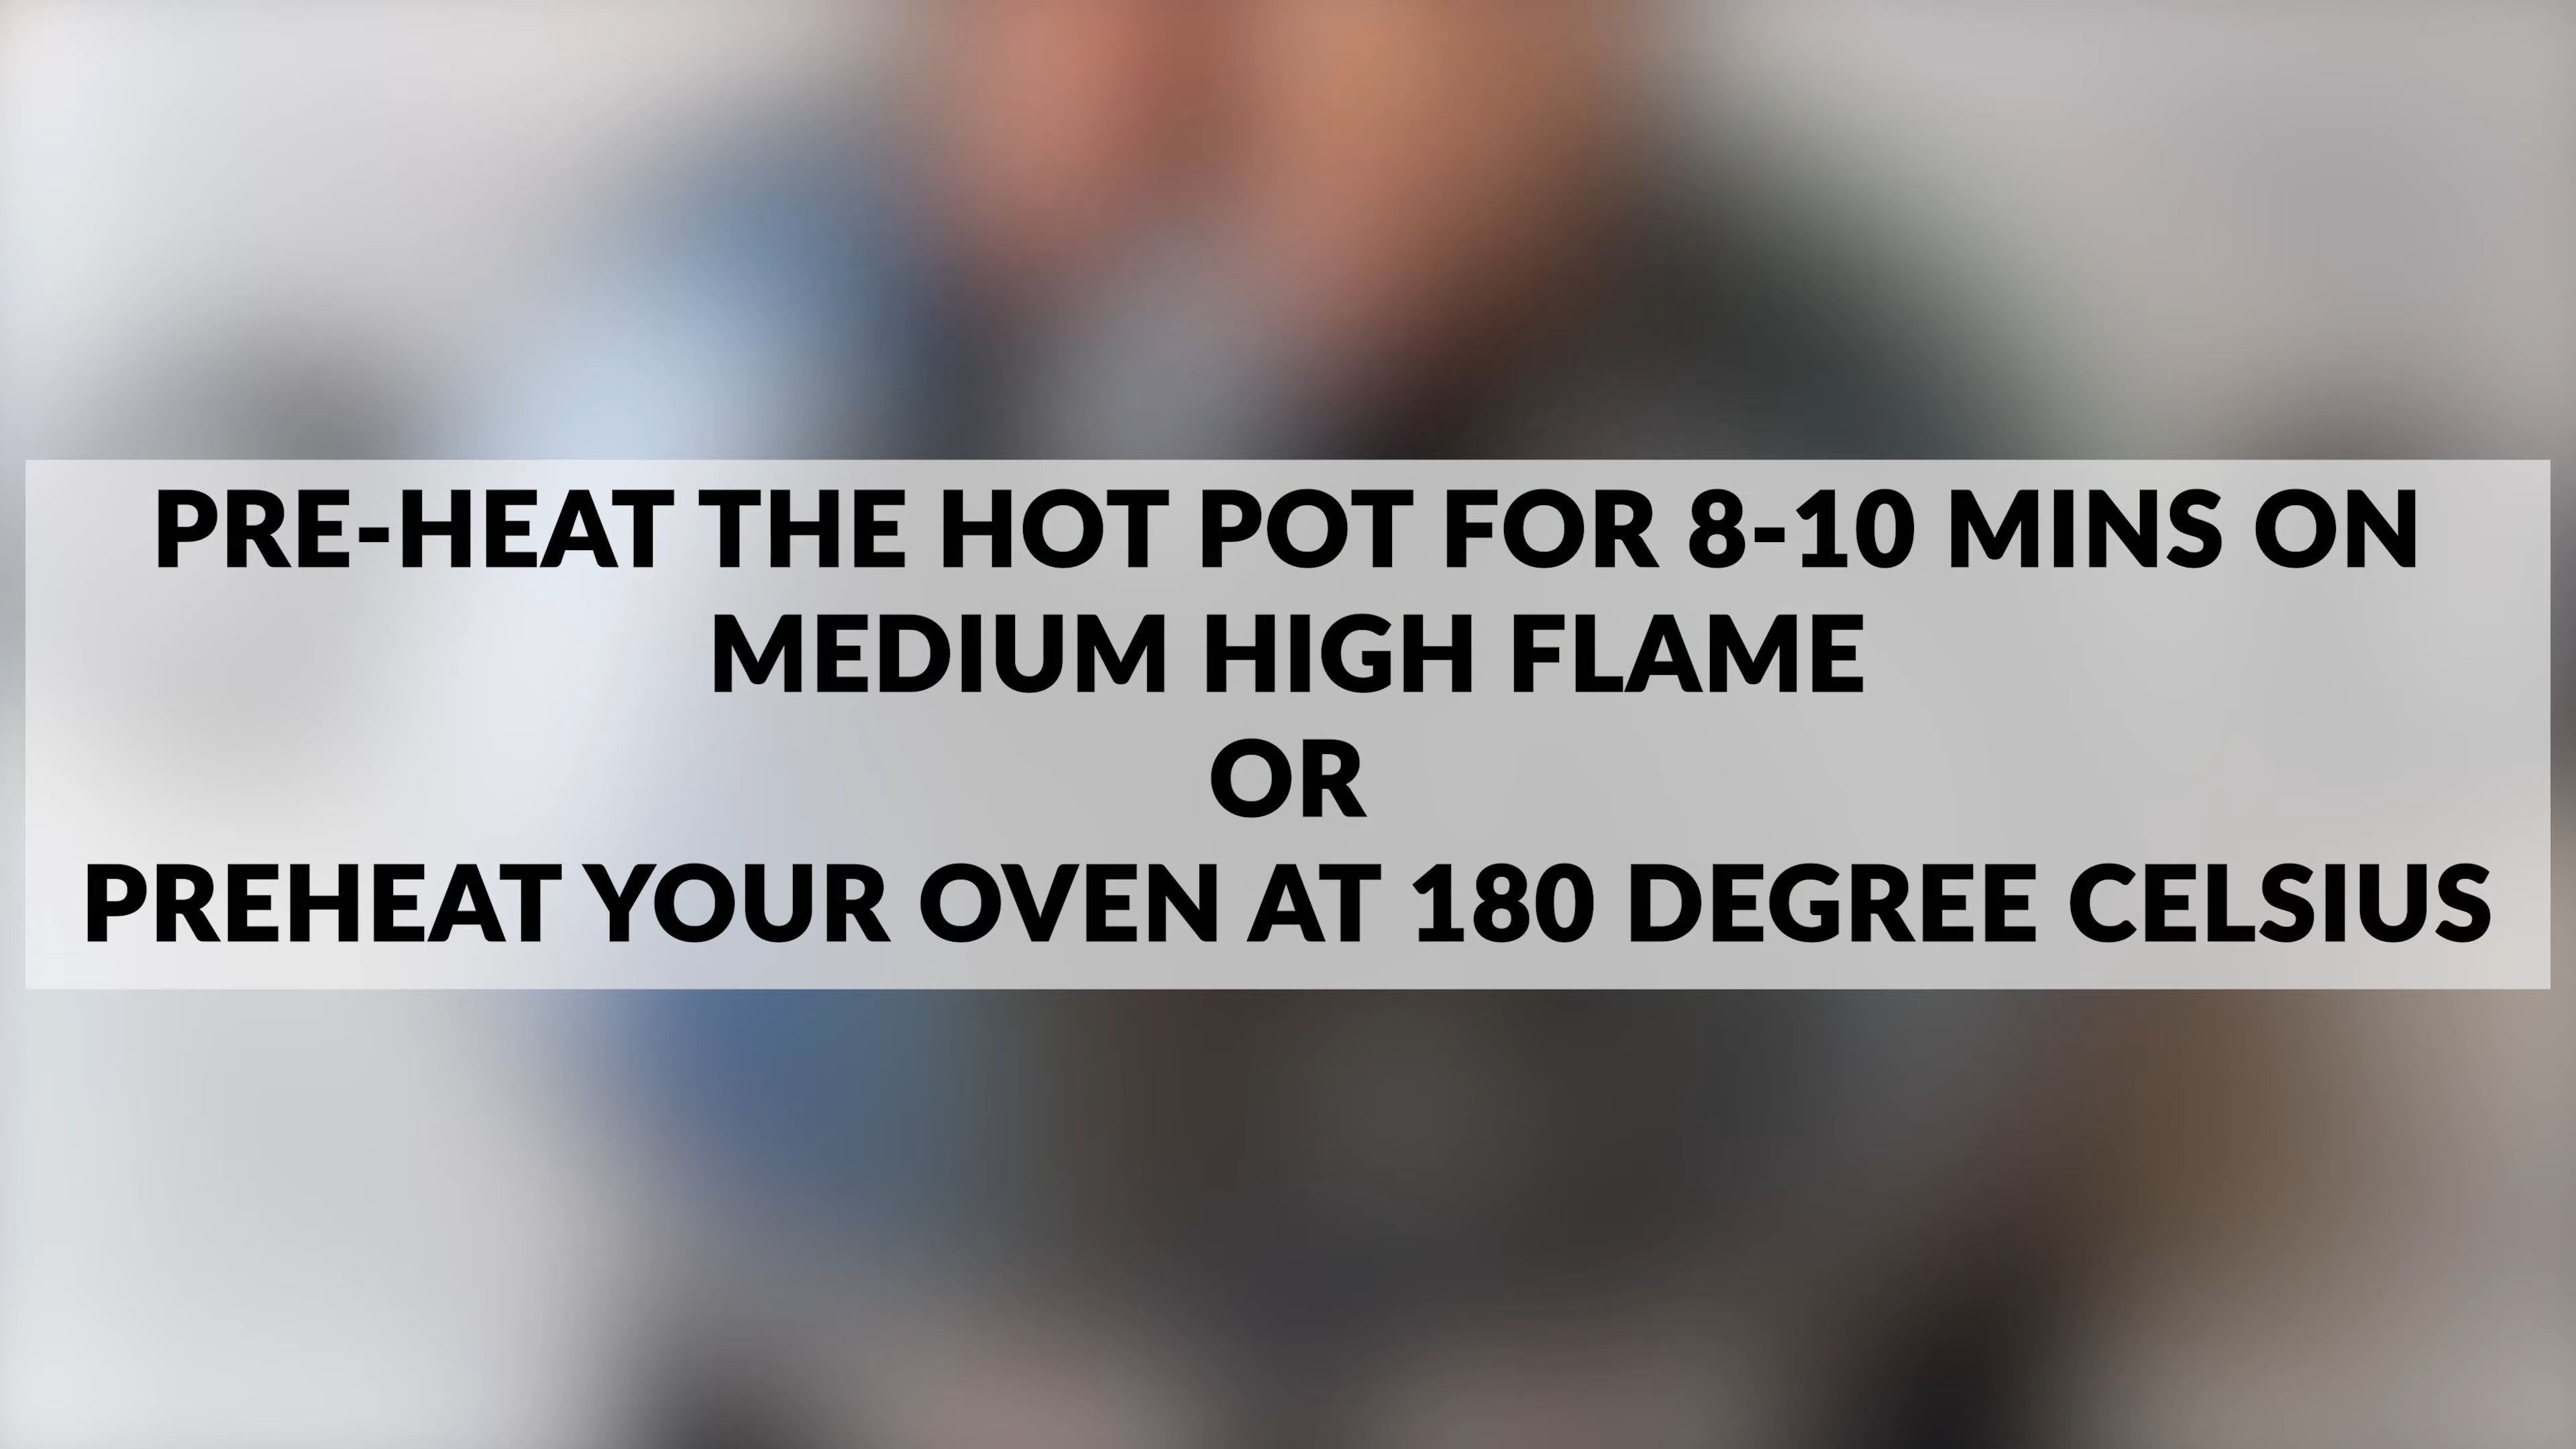 PRE-HEAT THE HOT POT FOR 8-10 MINS ON
MEDIUM HIGH FLAME
OR
PREHEAT YOUR OVEN AT 180 DEGREE CELSIUS